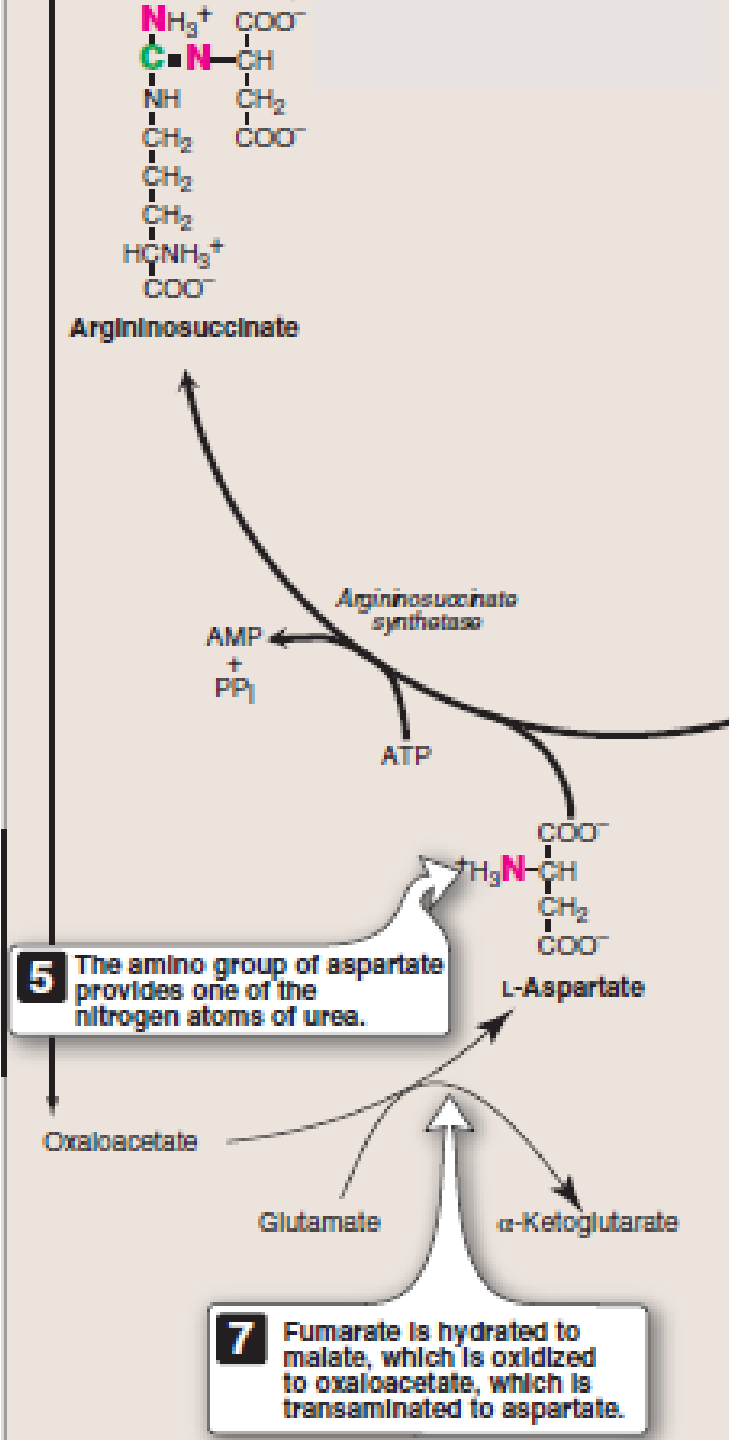 NH₃⁺ COO⁻
C=N—CH
NH CH₂
CH₂ COO⁻
CH₂
CH₂
HCNH₃⁺
COO⁻
Argininosuccinate
Argininosuccinate
synthetase
AMP
+
PPi
ATP
COO⁻
⁺H₃N—CH
CH₂
COO⁻
L-Aspartate
5 The amino group of aspartate
provides one of the
nitrogen atoms of urea.
Oxaloacetate
Glutamate α-Ketoglutarate
7 Fumarate is hydrated to
malate, which is oxidized
to oxaloacetate, which is
transaminated to aspartate.